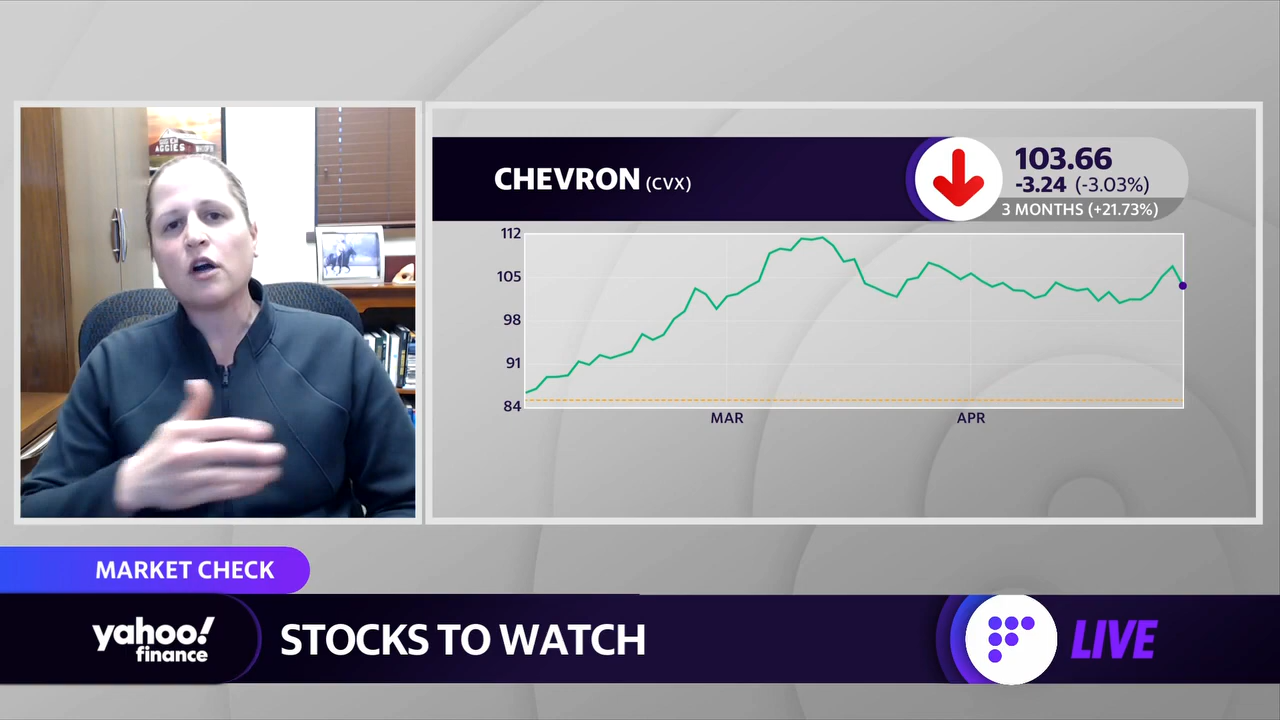 AGGIES
CHEVRON (CVX)
103.66
-3.24 (-3.03%)
3 MONTHS (+21.73%)
112
105
98
91
84
MAR
APR
MARKET CHECK
yahoo!
finance
STOCKS TO WATCH
LIVE